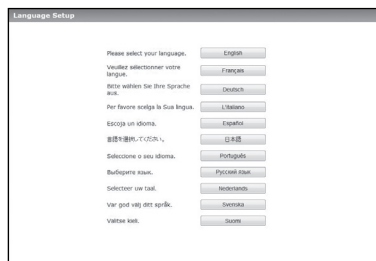 Language Setup
Please select your language.
English
Veuillez sélectionner votre
langue.
Français
Bitte wählen Sie Ihre Sprache
aus.
Deutsch
Per favore scelga la Sua lingua.
L'Italiano
Escoja un idioma.
Español
言語を選択してください。
日本語
Seleccione o seu idioma.
Português
Выберите язык.
Русский язык
Selecteer uw taal.
Nederlands
Var god välj ditt språk.
Svenska
Valitse kieli.
Suomi